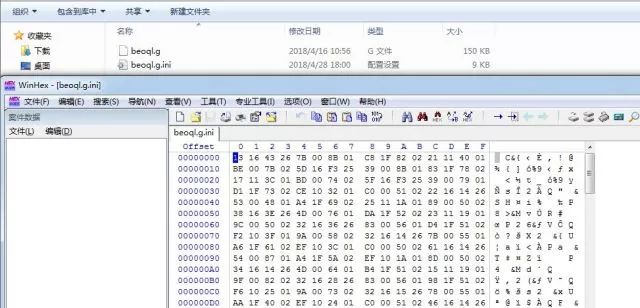 组织 包含到库中 共享 新建文件夹
收藏夹 名称 修改日期 类型 大小
下载 beoql.g 2018/4/16 10:56 G 文件 150 KB
桌面 beoql.g.ini 2018/4/28 18:00 配置设置 9 KB
WinHex - [beoql.g.ini]
文件(F) 编辑(E) 搜索(S) 导航(N) 查看(V) 工具(T) 专业工具(I) 选项(O) 窗口(W) 帮助(H)
案件数据
文件(L) 编辑(D)
beoql.g.ini
Offset 0 1 2 3 4 5 6 7 8 9 A B C D E F
00000000 13 16 43 26 7B 00 8B 01 C8 1F 82 02 21 11 40 01
00000010 BE 00 7B 02 5D 16 F3 25 39 00 8B 01 83 1F 78 02
00000020 17 11 3C 01 BD 00 74 02 5F 16 F3 25 39 00 79 01
00000030 D1 1F 73 02 EC 10 32 01 C0 00 51 02 22 16 14 26
00000040 53 00 48 01 A4 1F 69 02 25 11 1A 01 89 00 50 02
00000050 38 16 3E 26 4D 00 76 01 DA 1F 52 02 23 11 19 01
00000060 9C 00 50 02 32 16 36 26 83 00 56 01 D4 1F 51 02
00000070 F2 10 3F 01 9A 00 58 02 32 16 14 26 7B 00 55 01
00000080 A6 1F 61 02 EF 10 3C 01 C0 00 50 02 61 16 14 26
00000090 54 00 87 01 A4 1F 5A 02 EF 10 1A 01 8D 00 50 02
000000A0 34 16 14 26 4D 00 64 01 B4 1F 51 02 15 11 19 01
000000B0 9F 00 82 02 32 16 28 26 83 00 56 01 98 1F 51 02
000000C0 F6 10 25 01 9A 00 73 02 32 16 15 26 78 00 55 01
000000D0 AA 1F 40 02 EF 10 24 01 C0 00 51 02 46 16 14 26